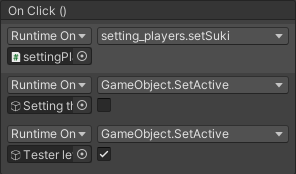 On Click ()
Runtime On setting_players.setSuki
settingPl
Runtime On GameObject.SetActive
Setting th
Runtime On GameObject.SetActive
Tester le